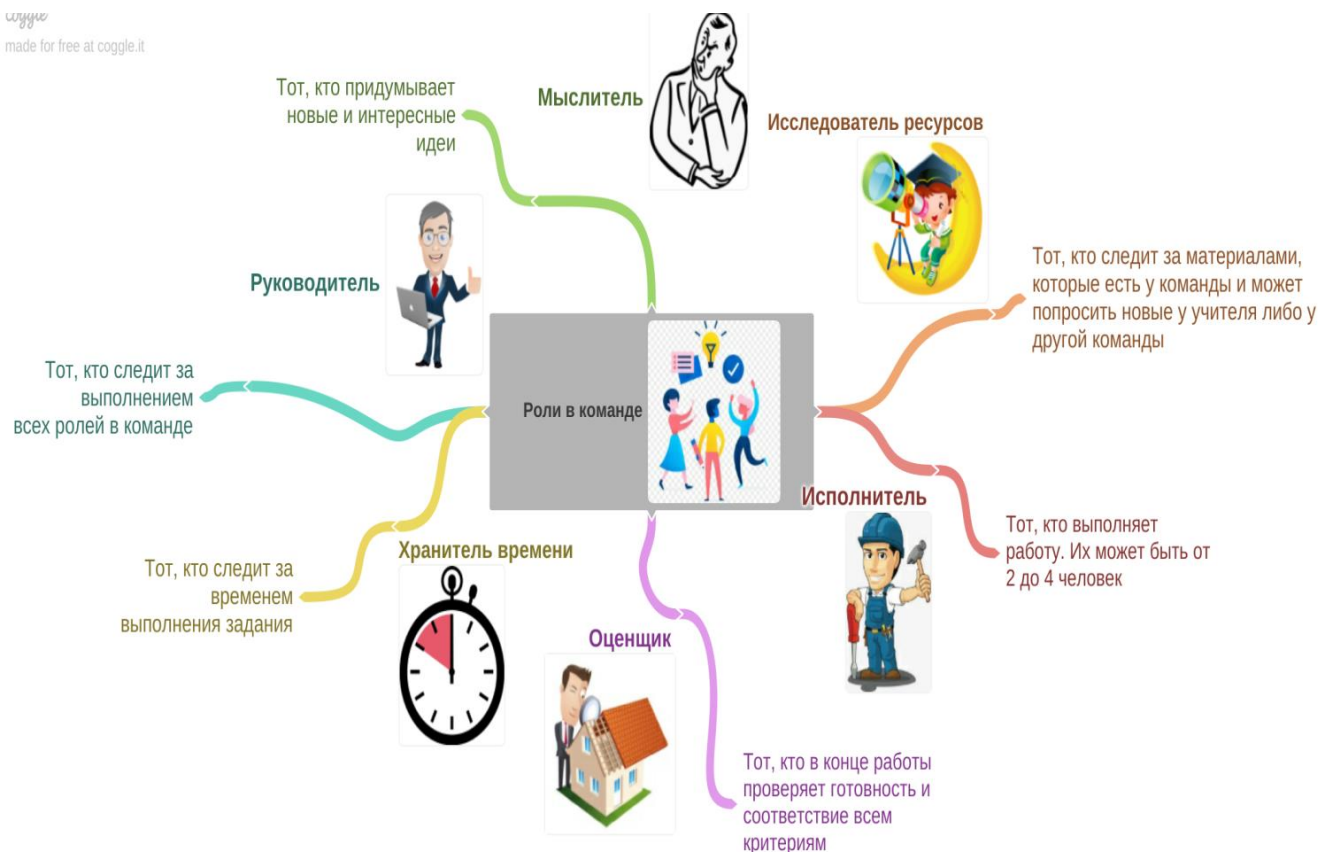 coggle
made for free at coggle.it
Мыслитель
Тот, кто придумывает
новые и интересные
идеи
Исследователь ресурсов
Тот, кто следит за материалами,
которые есть у команды и может
попросить новые у учителя либо у
другой команды
Руководитель
Тот, кто следит за
выполнением
всех ролей в команде
Роли в команде
Исполнитель
Тот, кто выполняет
работу. Их может быть от
2 до 4 человек
Хранитель времени
Тот, кто следит за
временем
выполнения задания
Оценщик
Тот, кто в конце работы
проверяет готовность и
соответствие всем
критериям